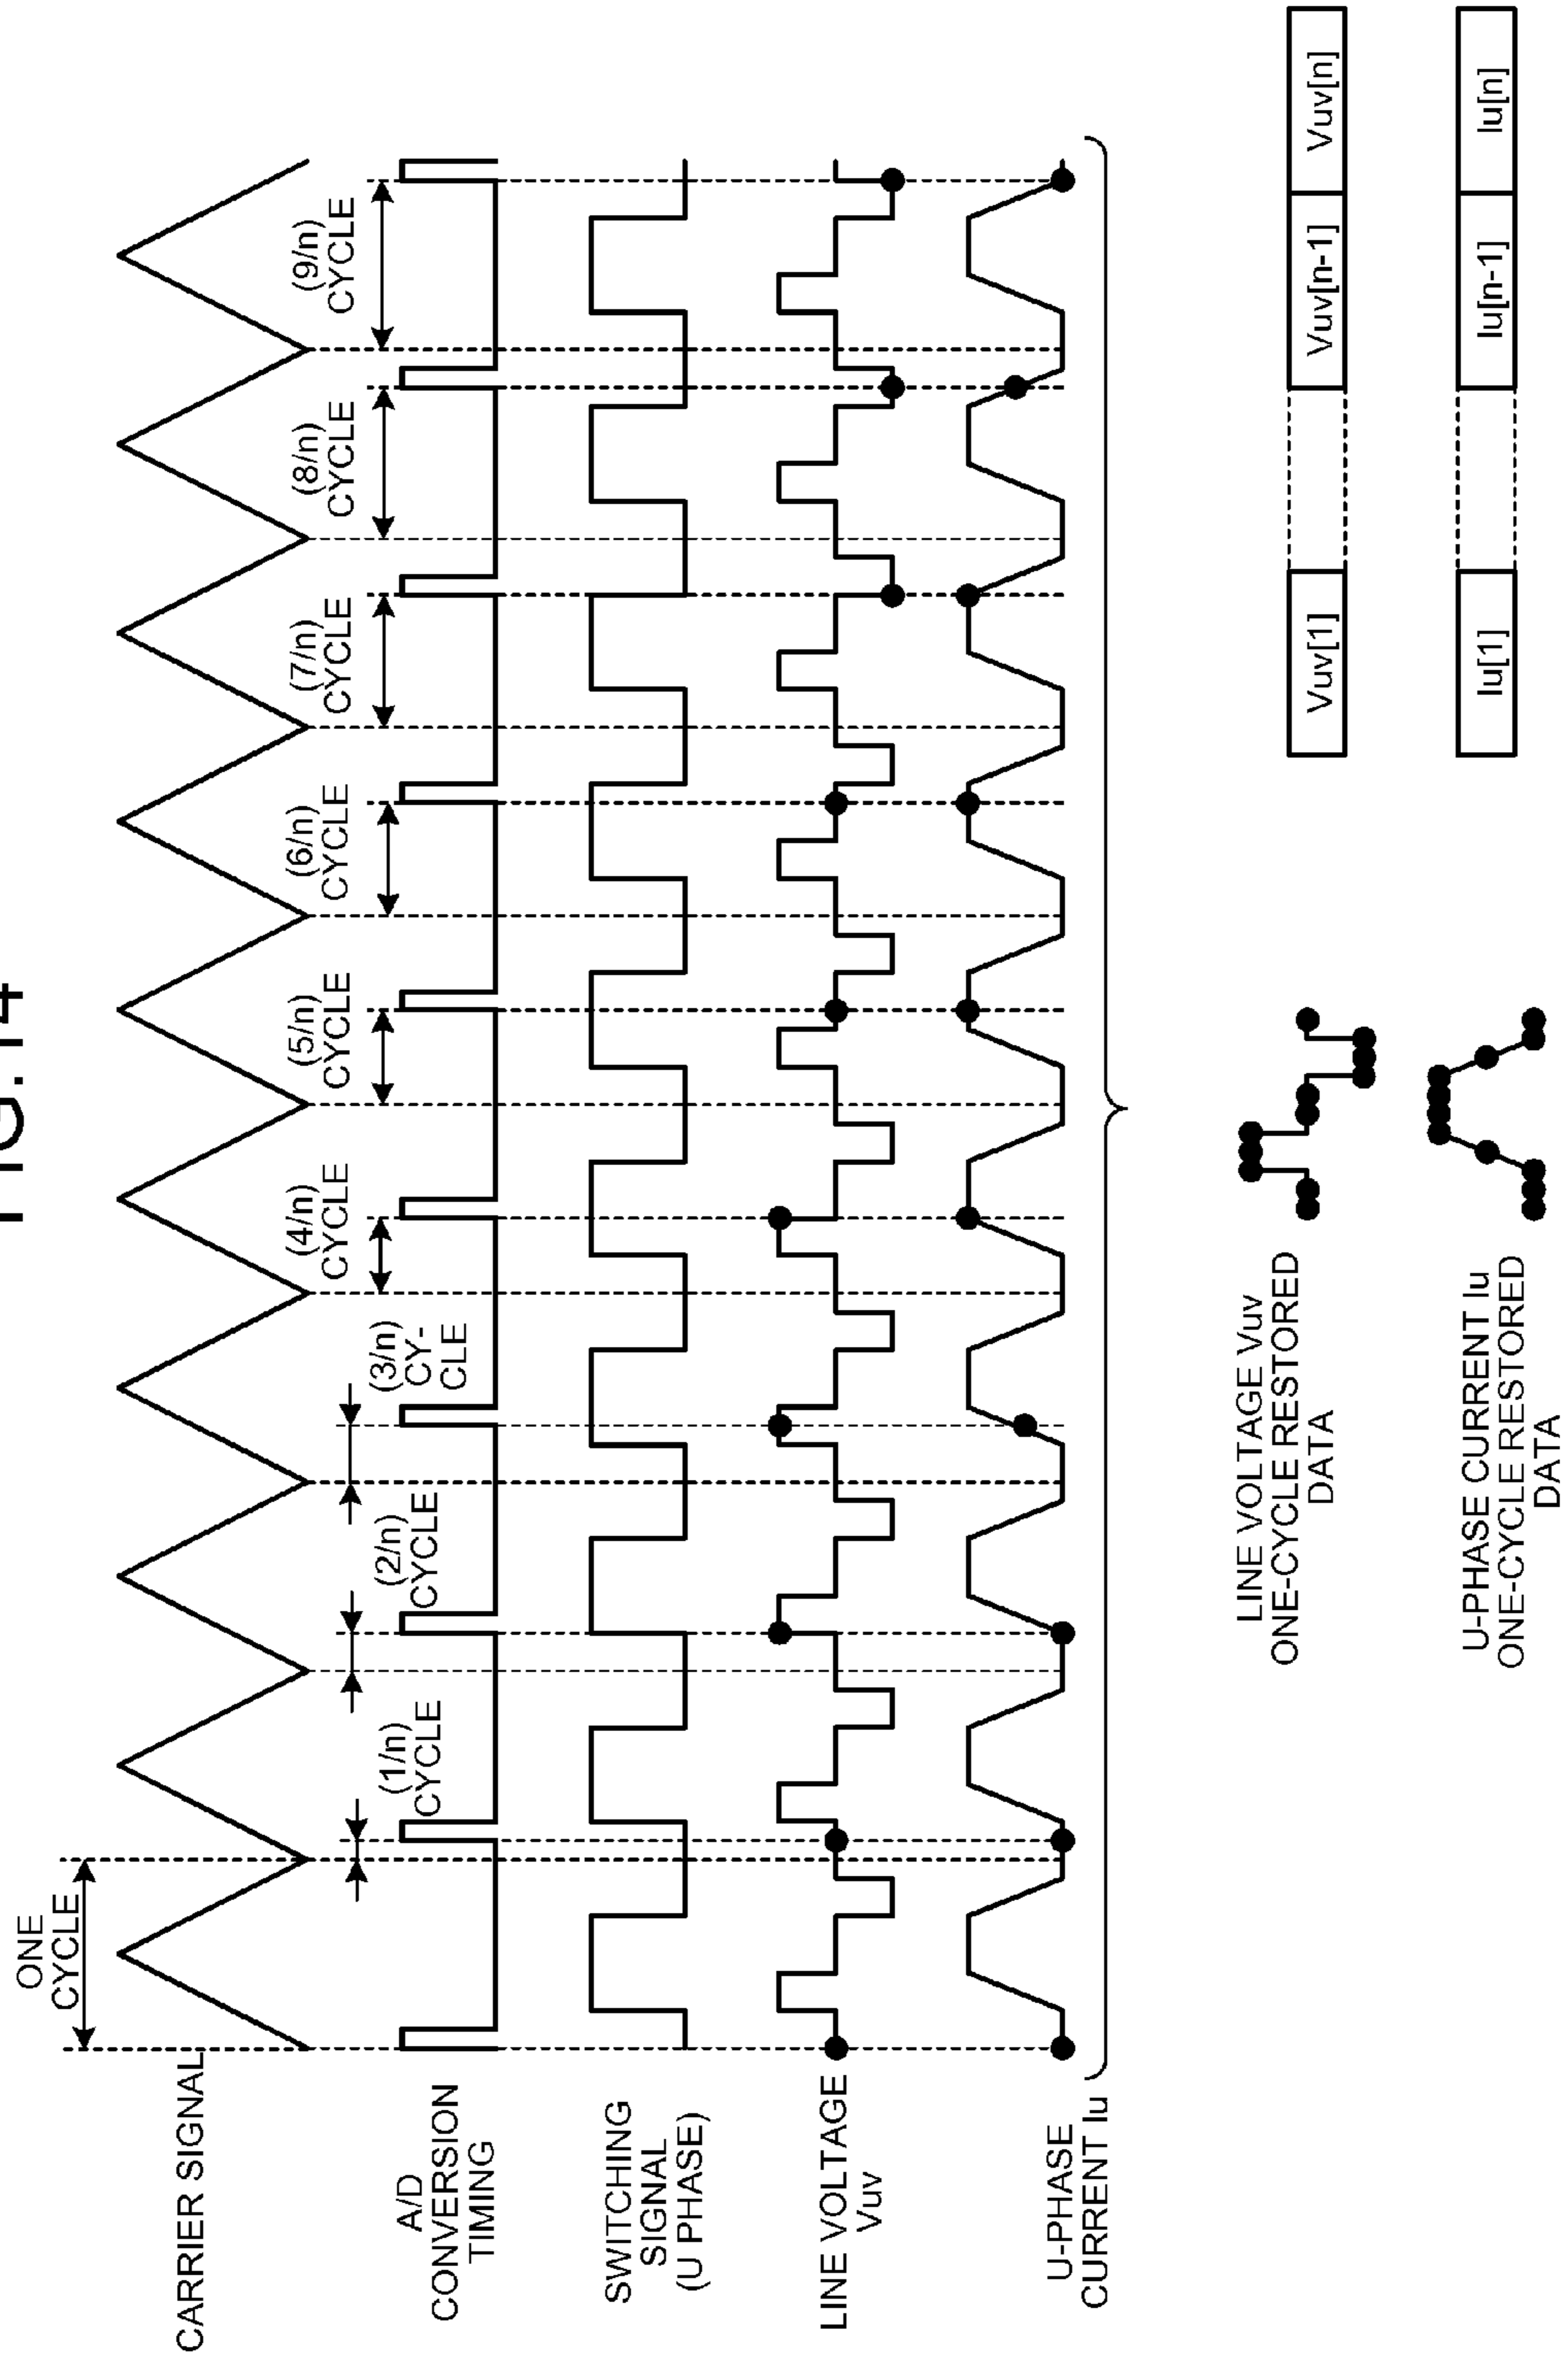 FIG.14
ONE
CYCLE
CARRIER SIGNAL
(1/n)
CYCLE
(2/n)
CYCLE
(3/n)
CY-
CLE
(4/n)
CYCLE
(5/n)
CYCLE
(6/n)
CYCLE
(7/n)
CYCLE
(8/n)
CYCLE
(9/n)
CYCLE
A/D
CONVERSION
TIMING
SWITCHING
SIGNAL
(U PHASE)
LINE VOLTAGE
Vuv
U-PHASE
CURRENT Iu
LINE VOLTAGE Vuv
ONE-CYCLE RESTORED
DATA
Vuv[1]
Vuv[n-1]
Vuv[n]
U-PHASE CURRENT Iu
ONE-CYCLE RESTORED
DATA
Iu[1]
Iu[n-1]
Iu[n]